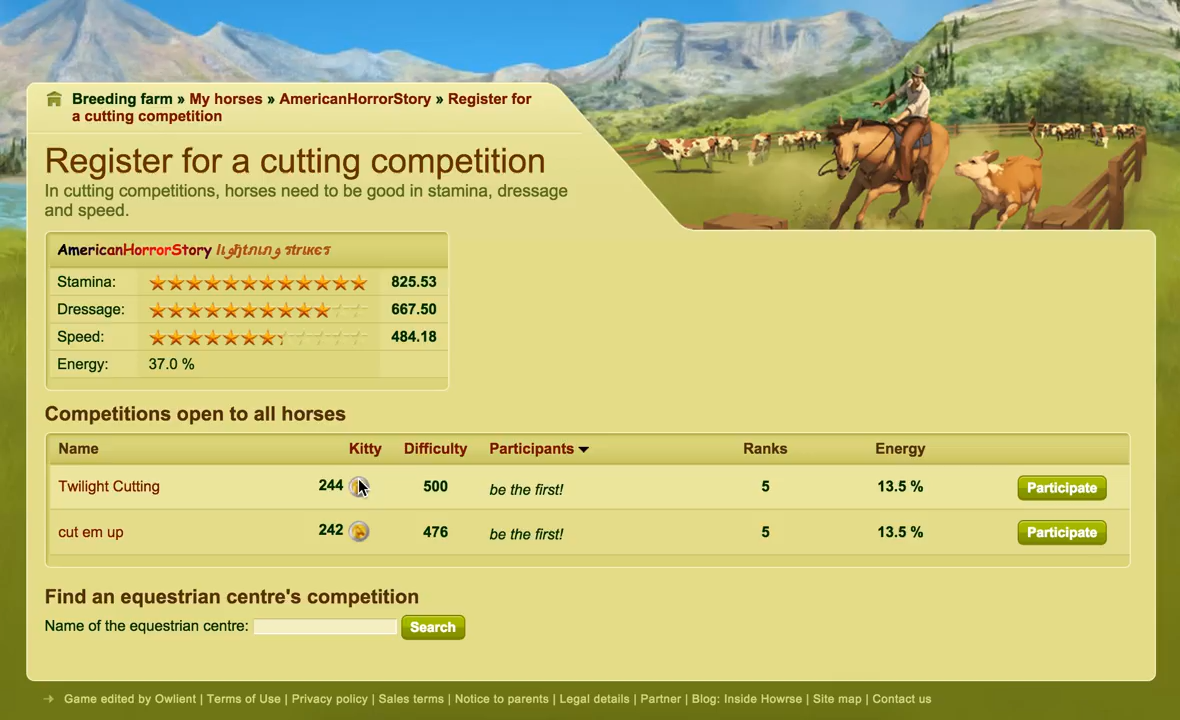 Breeding farm » My horses » AmericanHorrorStory » Register for
a cutting competition
Register for a cutting competition
In cutting competitions, horses need to be good in stamina, dressage
and speed.
AmericanHorrorStory
Stamina: 825.53
Dressage: 667.50
Speed: 484.18
Energy: 37.0 %
Competitions open to all horses
Name Kitty Difficulty Participants Ranks Energy
Twilight Cutting 244 500 be the first! 5 13.5 % Participate
cut em up 242 476 be the first! 5 13.5 % Participate
Find an equestrian centre's competition
Name of the equestrian centre: Search
Game edited by Owlient | Terms of Use | Privacy policy | Sales terms | Notice to parents | Legal details | Partner | Blog: Inside Howrse | Site map | Contact us